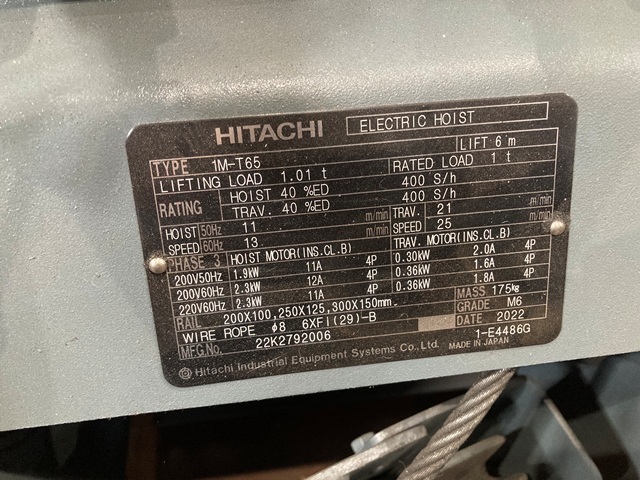 HITACHI ELECTRIC HOIST
TYPE 1M-T65 LIFT 6 m
LIFTING LOAD 1.01 t RATED LOAD 1 t
RATING HOIST 40 %ED 400 S/h
TRAV. 40 %ED 400 S/h
HOIST 50Hz 11 m/min TRAV. 21 m/min
SPEED 60Hz 13 m/min SPEED 25 m/min
PHASE 3 HOIST MOTOR(INS.CL.B) TRAV. MOTOR(INS.CL.B)
200V50Hz 1.9kW 11A 4P 0.30kW 2.0A 4P
200V60Hz 2.3kW 12A 4P 0.36kW 1.6A 4P
220V60Hz 2.3kW 11A 4P 0.36kW 1.8A 4P
RAIL 200X100,250X125,300X150mm MASS 175kg
WIRE ROPE φ8 6XFI(29)-B GRADE M6
MFG.NO. 22K2792006 DATE 2022
1-E4486G
Hitachi Industrial Equipment Systems Co., Ltd. MADE IN JAPAN